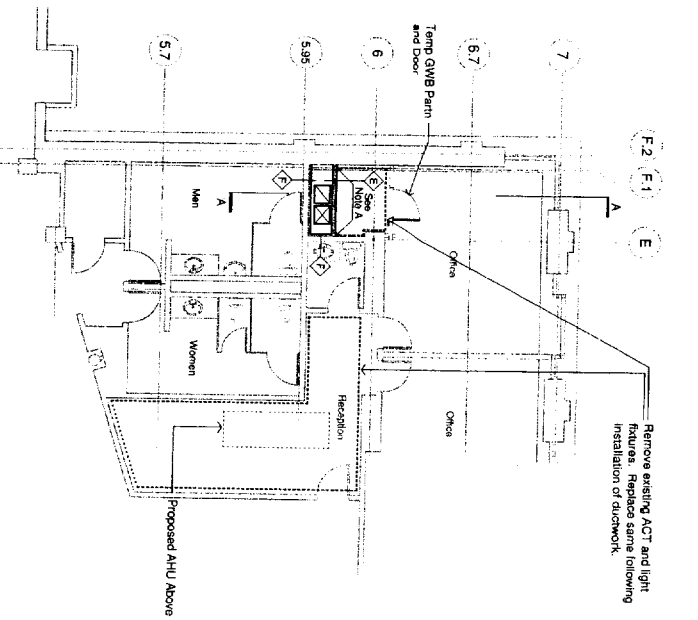 Remove existing ACT and light
fixtures. Replace same following
installation of ductwork.
F.2
F.1
E
7
6.7
6
5.95
5.7
Temp GWB Partn
and Door
A
Office
Office
See
Note A
E
F
F
Men
A
Women
Reception
Proposed AHU Above